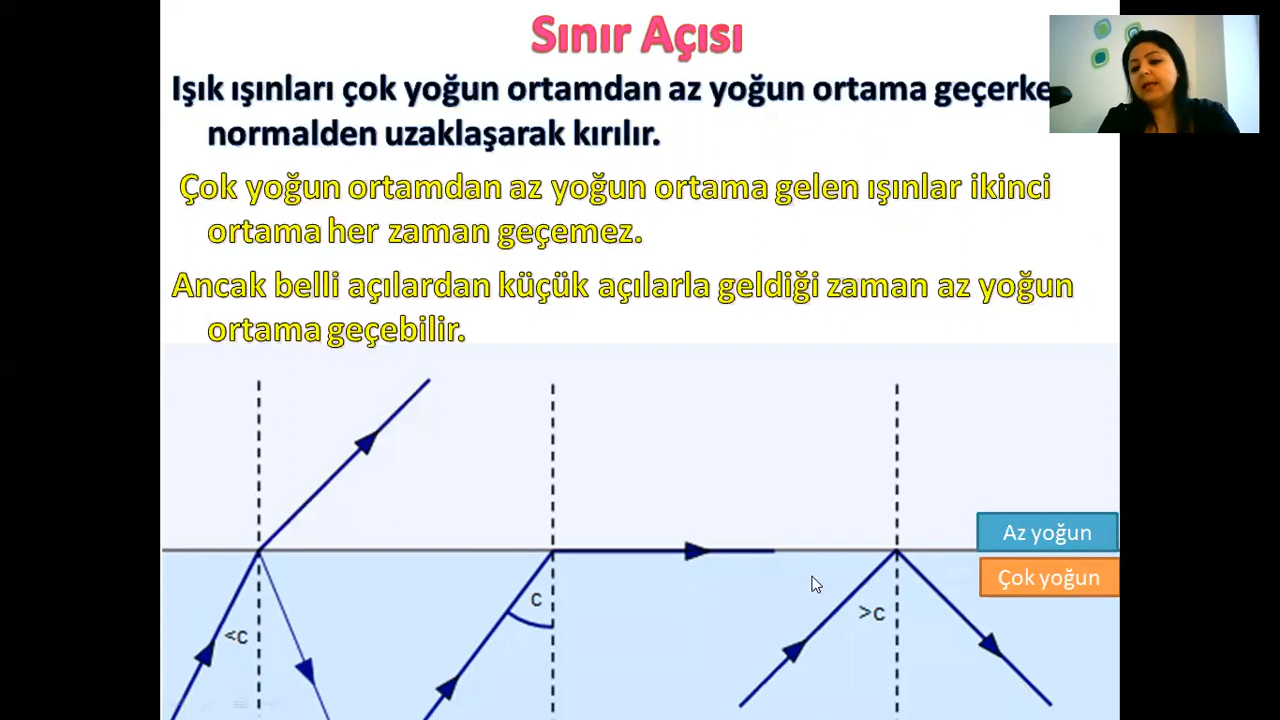 Sınır Açısı
Işık ışınları çok yoğun ortamdan az yoğun ortama geçerke
normalden uzaklaşarak kırılır.
Çok yoğun ortamdan az yoğun ortama gelen ışınlar ikinci
ortama her zaman geçemez.
Ancak belli açılardan küçük açılarla geldiği zaman az yoğun
ortama geçebilir.
Az yoğun
Çok yoğun
<c
c
>c